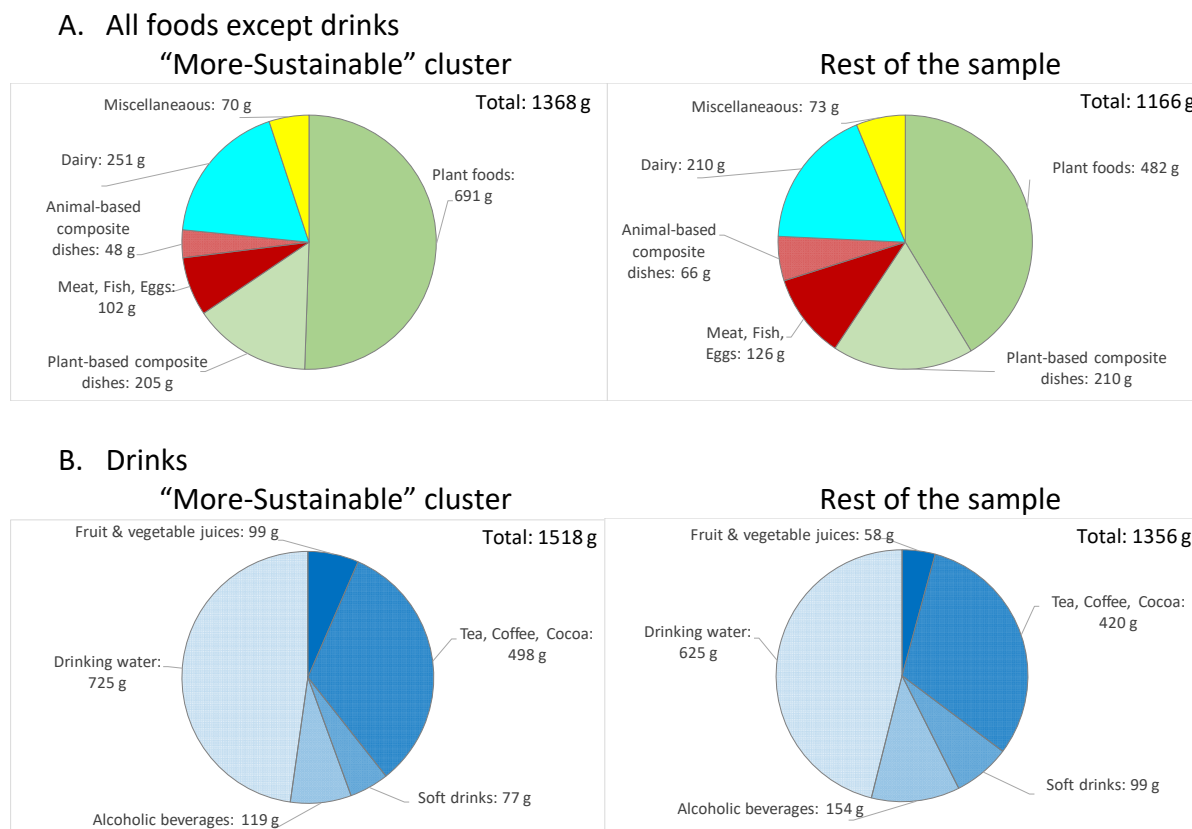 A. All foods except drinks
“More-Sustainable” cluster
Rest of the sample
Miscellaneaous: 70 g
Total: 1368 g
Dairy: 251 g
Plant foods:
691 g
Animal-based
composite
dishes: 48 g
Meat, Fish, Eggs:
102 g
Plant-based composite
dishes: 205 g
Miscellaneaous: 73 g
Total: 1166 g
Dairy: 210 g
Plant foods: 482 g
Animal-based
composite
dishes: 66 g
Meat, Fish,
Eggs: 126 g
Plant-based composite
dishes: 210 g
B. Drinks
“More-Sustainable” cluster
Rest of the sample
Fruit & vegetable juices: 99 g
Total: 1518 g
Tea, Coffee, Cocoa:
498 g
Drinking water:
725 g
Soft drinks: 77 g
Alcoholic beverages: 119 g
Fruit & vegetable juices: 58 g
Total: 1356 g
Tea, Coffee, Cocoa:
420 g
Drinking water:
625 g
Soft drinks: 99 g
Alcoholic beverages: 154 g